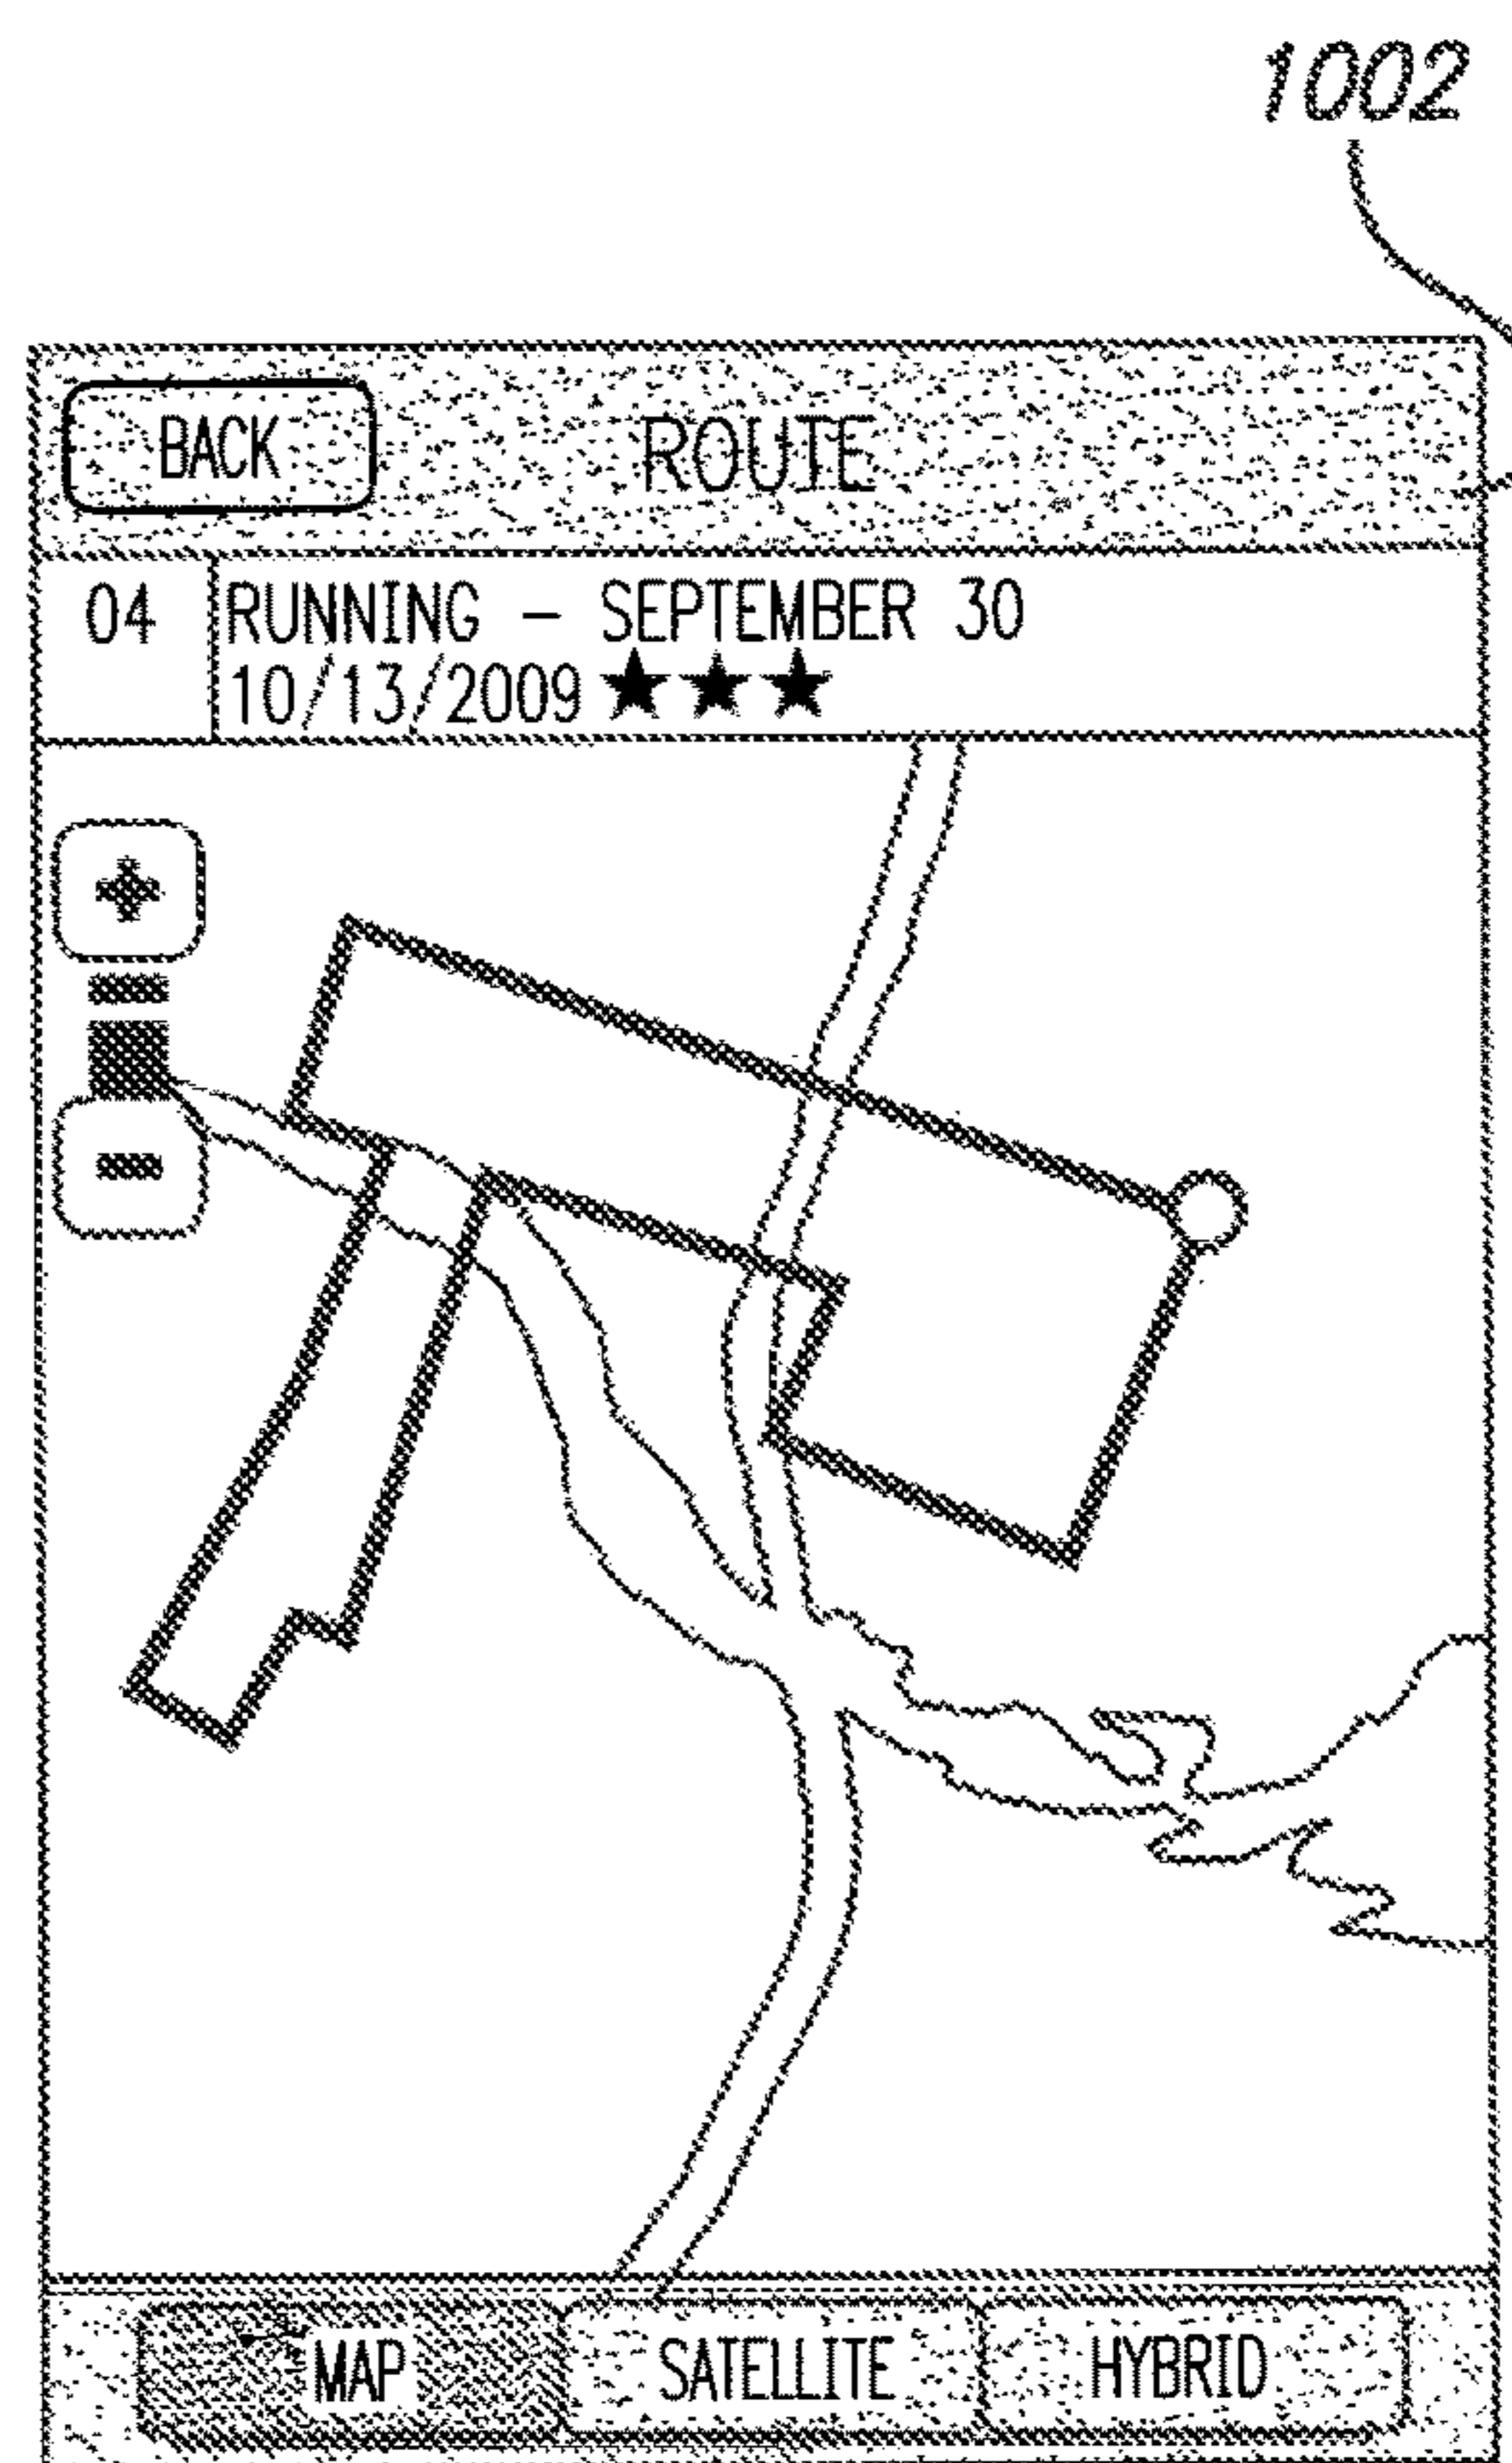 1002
BACK ROUTE
04 RUNNING - SEPTEMBER 30
10/13/2009 ★★★
+
-
MAP SATELLITE HYBRID